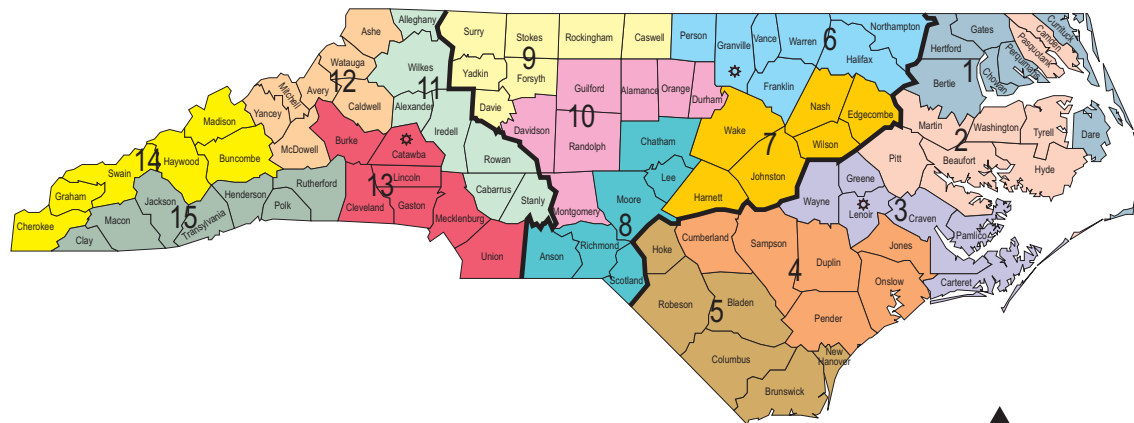 Alleghany
Ashe
Surry
Stokes
Rockingham
Caswell
Person
Granville
Vance
Warren
Northampton
Halifax
6
Hertford
Gates
Currituck
Camden
Pasquotank
Perquimans
Chowan
Bertie
1
Watauga
Wilkes
12
11
9
Yadkin
Forsyth
Franklin
Mitchell
Avery
Caldwell
Alexander
Yancey
Davie
Guilford
Alamance
Orange
Durham
10
Davidson
Randolph
Nash
Edgecombe
Madison
McDowell
Burke
Catawba
Iredell
Rowan
Chatham
Wake
7
Wilson
Martin
Washington
Tyrell
Dare
2
Buncombe
14
Haywood
Swain
Graham
Cherokee
Lincoln
13
Cleveland
Gaston
Rutherford
Henderson
Polk
Transylvania
Jackson
15
Macon
Clay
Mecklenburg
Cabarrus
Stanly
Union
Montgomery
Moore
Lee
Harnett
Johnston
8
Anson
Richmond
Scotland
Pitt
Beaufort
Hyde
Greene
Wayne
Lenoir
3
Craven
Pamlico
Jones
Carteret
Hoke
Cumberland
Sampson
Duplin
4
Onslow
Pender
Robeson
Bladen
5
Columbus
New
Hanover
Brunswick